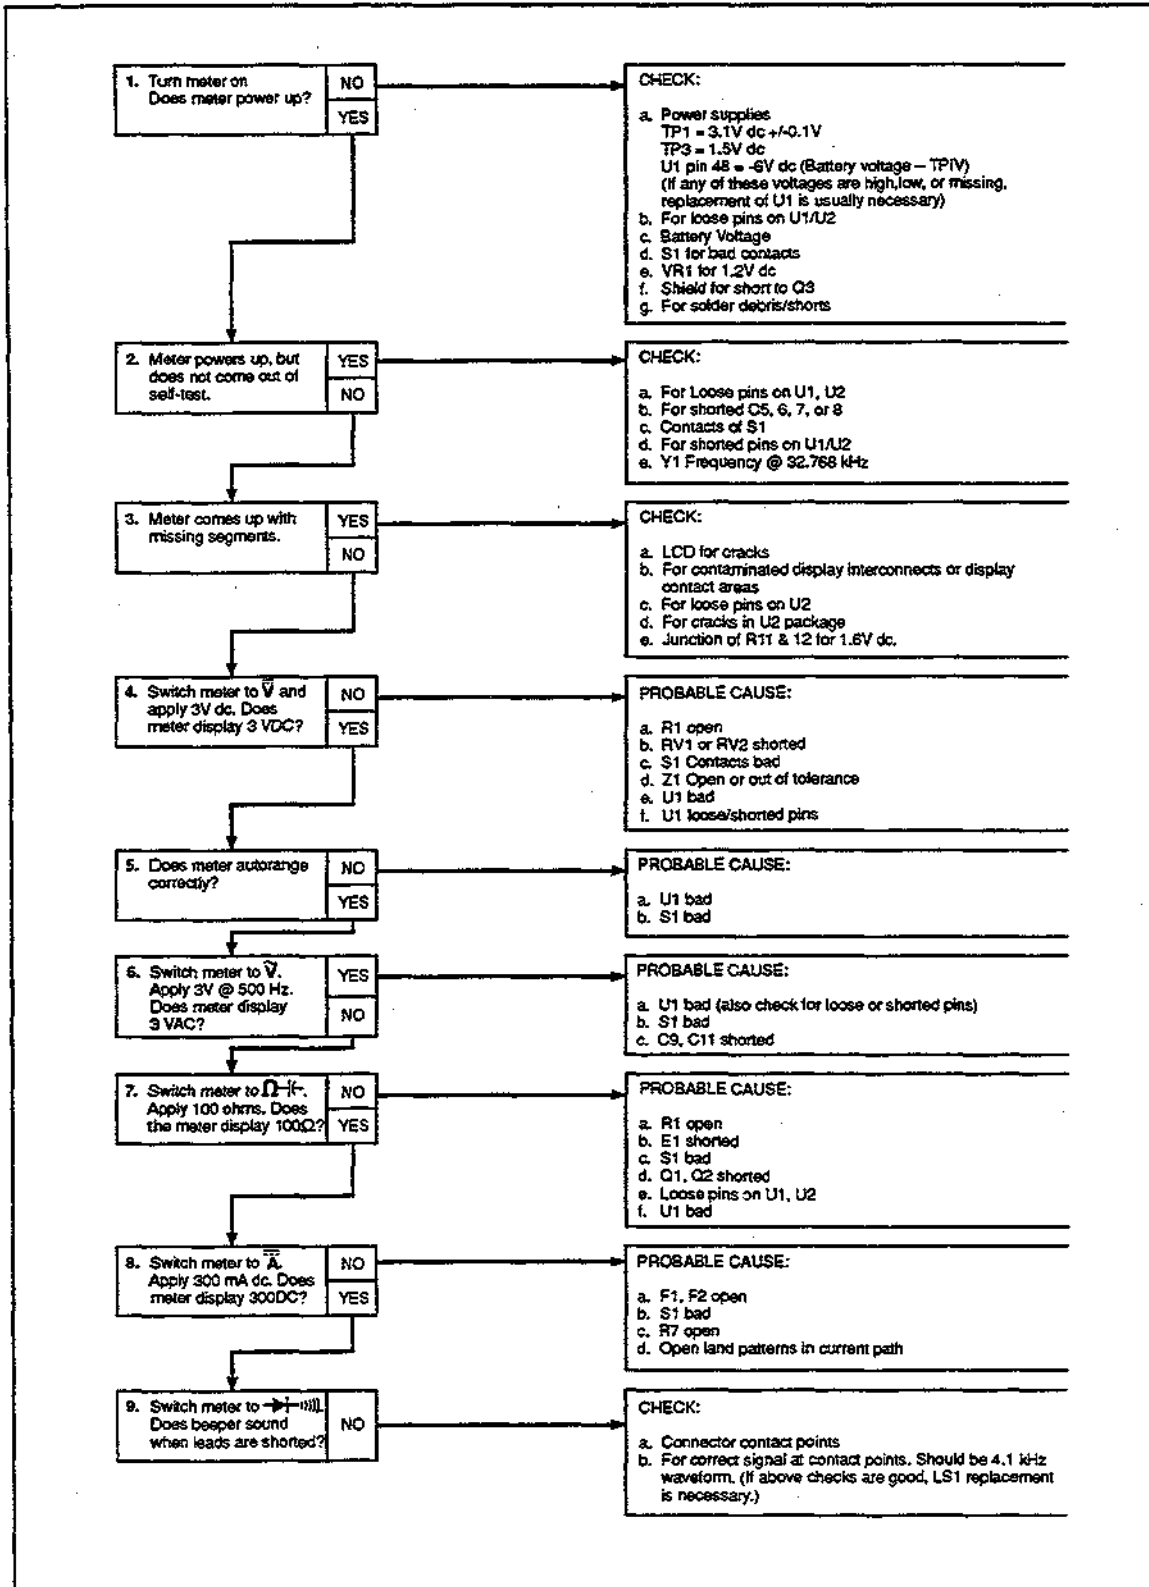 1. Turn meter on
Does meter power up?
NO
YES
CHECK:
a. Power supplies
TP1 = 3.1V dc +/-0.1V
TP3 = 1.5V dc
U1 pin 48 = -6V dc (Battery voltage – TPIV)
(If any of these voltages are high,low, or missing,
replacement of U1 is usually necessary)
b. For loose pins on U1/U2
c. Battery Voltage
d. S1 for bad contacts
e. VR1 for 1.2V dc
f. Shield for short to Q3
g. For solder debris/shorts
2. Meter powers up, but
does not come out of
self-test.
YES
NO
CHECK:
a. For Loose pins on U1, U2
b. For shorted C5, 6, 7, or 8
c. Contacts of S1
d. For shorted pins on U1/U2
e. Y1 Frequency @ 32.768 kHz
3. Meter comes up with
missing segments.
YES
NO
CHECK:
a. LCD for cracks
b. For contaminated display interconnects or display
contact areas
c. For loose pins on U2
d. For cracks in U2 package
e. Junction of R11 & 12 for 1.6V dc.
4. Switch meter to V and
apply 3V dc. Does
meter display 3 VDC?
NO
YES
PROBABLE CAUSE:
a. R1 open
b. RV1 or RV2 shorted
c. S1 Contacts bad
d. Z1 Open or out of tolerance
e. U1 bad
f. U1 loose/shorted pins
5. Does meter autorange
correctly?
NO
YES
PROBABLE CAUSE:
a. U1 bad
b. S1 bad
6. Switch meter to Ṽ.
Apply 3V @ 500 Hz.
Does meter display
3 VAC?
YES
NO
PROBABLE CAUSE:
a. U1 bad (also check for loose or shorted pins)
b. S1 bad
c. C9, C11 shorted
7. Switch meter to Ω.
Apply 100 ohms. Does
the meter display 100Ω?
NO
YES
PROBABLE CAUSE:
a. R1 open
b. E1 shorted
c. S1 bad
d. Q1, Q2 shorted
e. Loose pins on U1, U2
f. U1 bad
8. Switch meter to A.
Apply 300 mA dc. Does
meter display 300DC?
NO
YES
PROBABLE CAUSE:
a. F1, F2 open
b. S1 bad
c. R7 open
d. Open land patterns in current path
9. Switch meter to
Does beeper sound
when leads are shorted?
NO
CHECK:
a. Connector contact points
b. For correct signal at contact points. Should be 4.1 kHz
waveform. (If above checks are good, LS1 replacement
is necessary.)